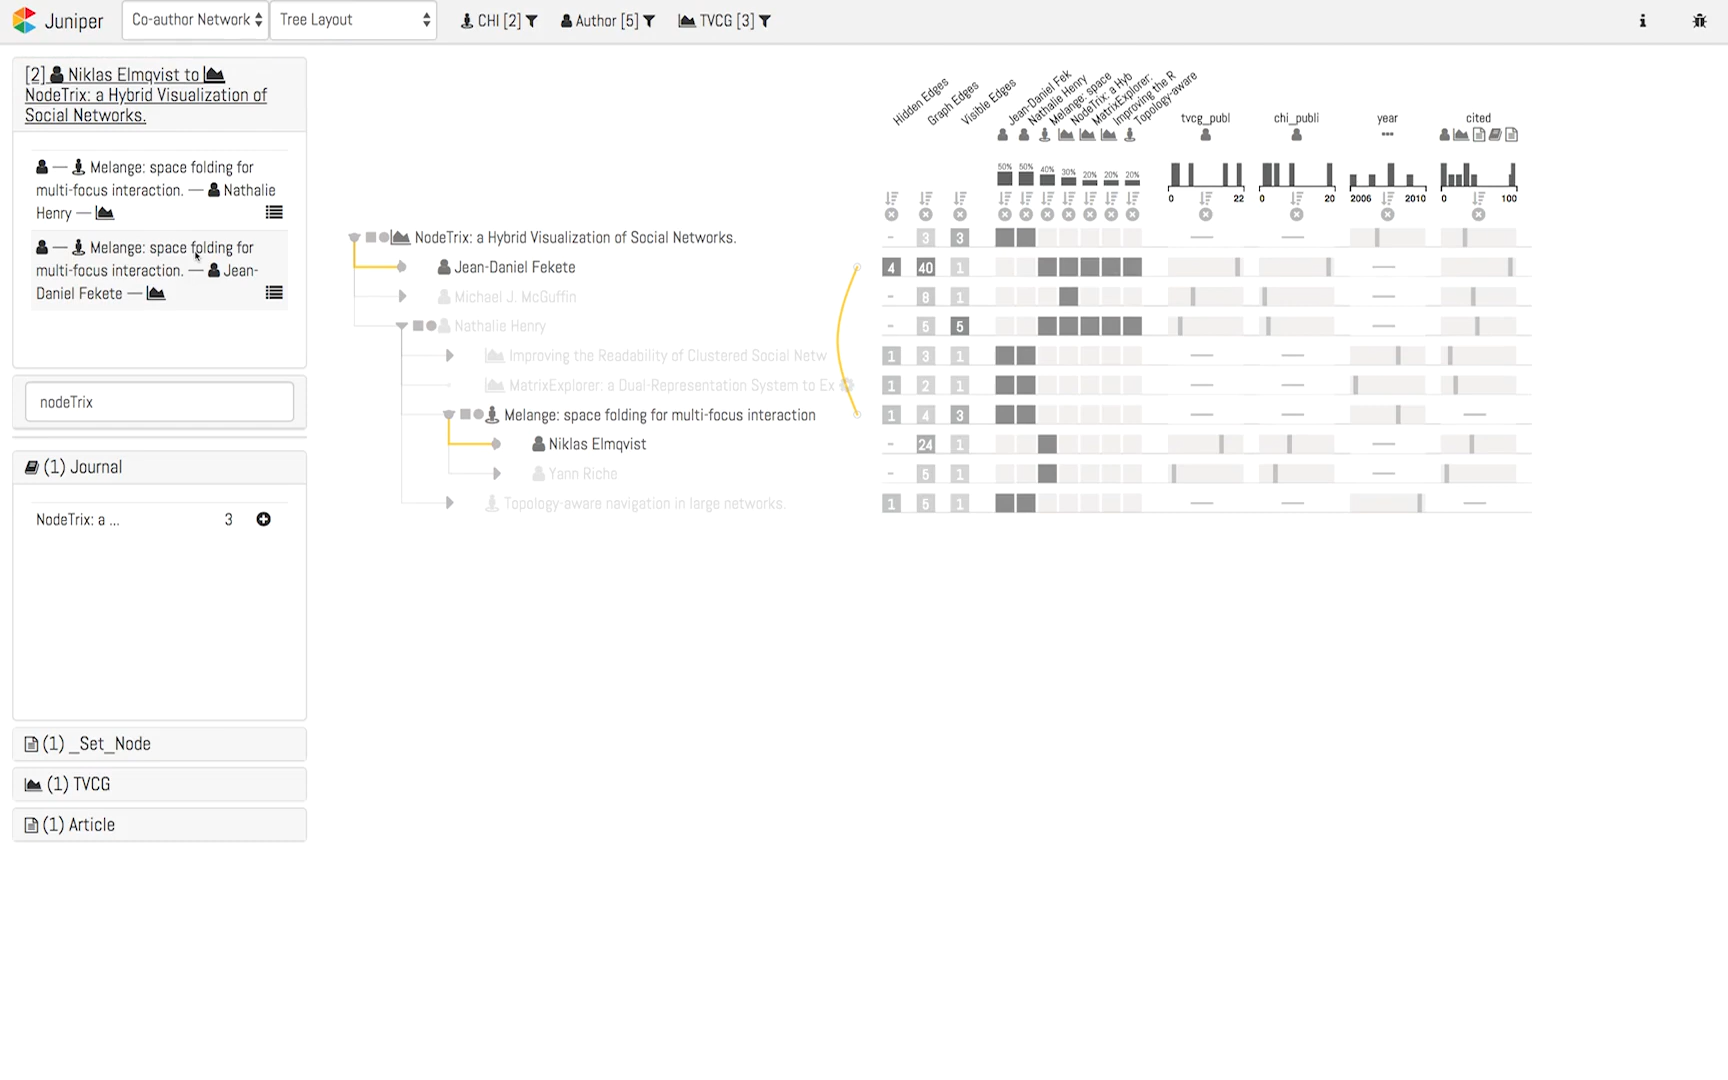 Juniper
Co-author Network
Tree Layout
CHI [2]
Author [5]
TVCG [3]
[2] Niklas Elmqvist to
NodeTrix: a Hybrid Visualization of
Social Networks.
— Melange: space folding for
multi-focus interaction. — Nathalie
Henry —
— Melange: space folding for
multi-focus interaction. — Jean-
Daniel Fekete —
nodeTrix
(1) Journal
NodeTrix: a ... 3
(1) _Set_Node
(1) TVCG
(1) Article
Hidden Edges
Graph Edges
Visible Edges
Jean-Daniel Fek
Nathalie Henry
Melange: space
NodeTrix: a Hyb
MatrixExplorer:
Improving the R
Topology-aware
tvcg_publ
chi_publi
year
cited
50% 50% 40% 30% 20% 20% 20%
0 22
0 20
2006 2010
0 100
NodeTrix: a Hybrid Visualization of Social Networks. - 3 3
Jean-Daniel Fekete 4 40 1
Michael J. McGuffin - 8 1
Nathalie Henry - 5 5
Improving the Readability of Clustered Social Netw 1 3 1
MatrixExplorer: a Dual-Representation System to Ex 1 2 1
Melange: space folding for multi-focus interaction 1 4 3
Niklas Elmqvist - 24 1
Yann Riche - 5 1
Topology-aware navigation in large networks. 1 5 1